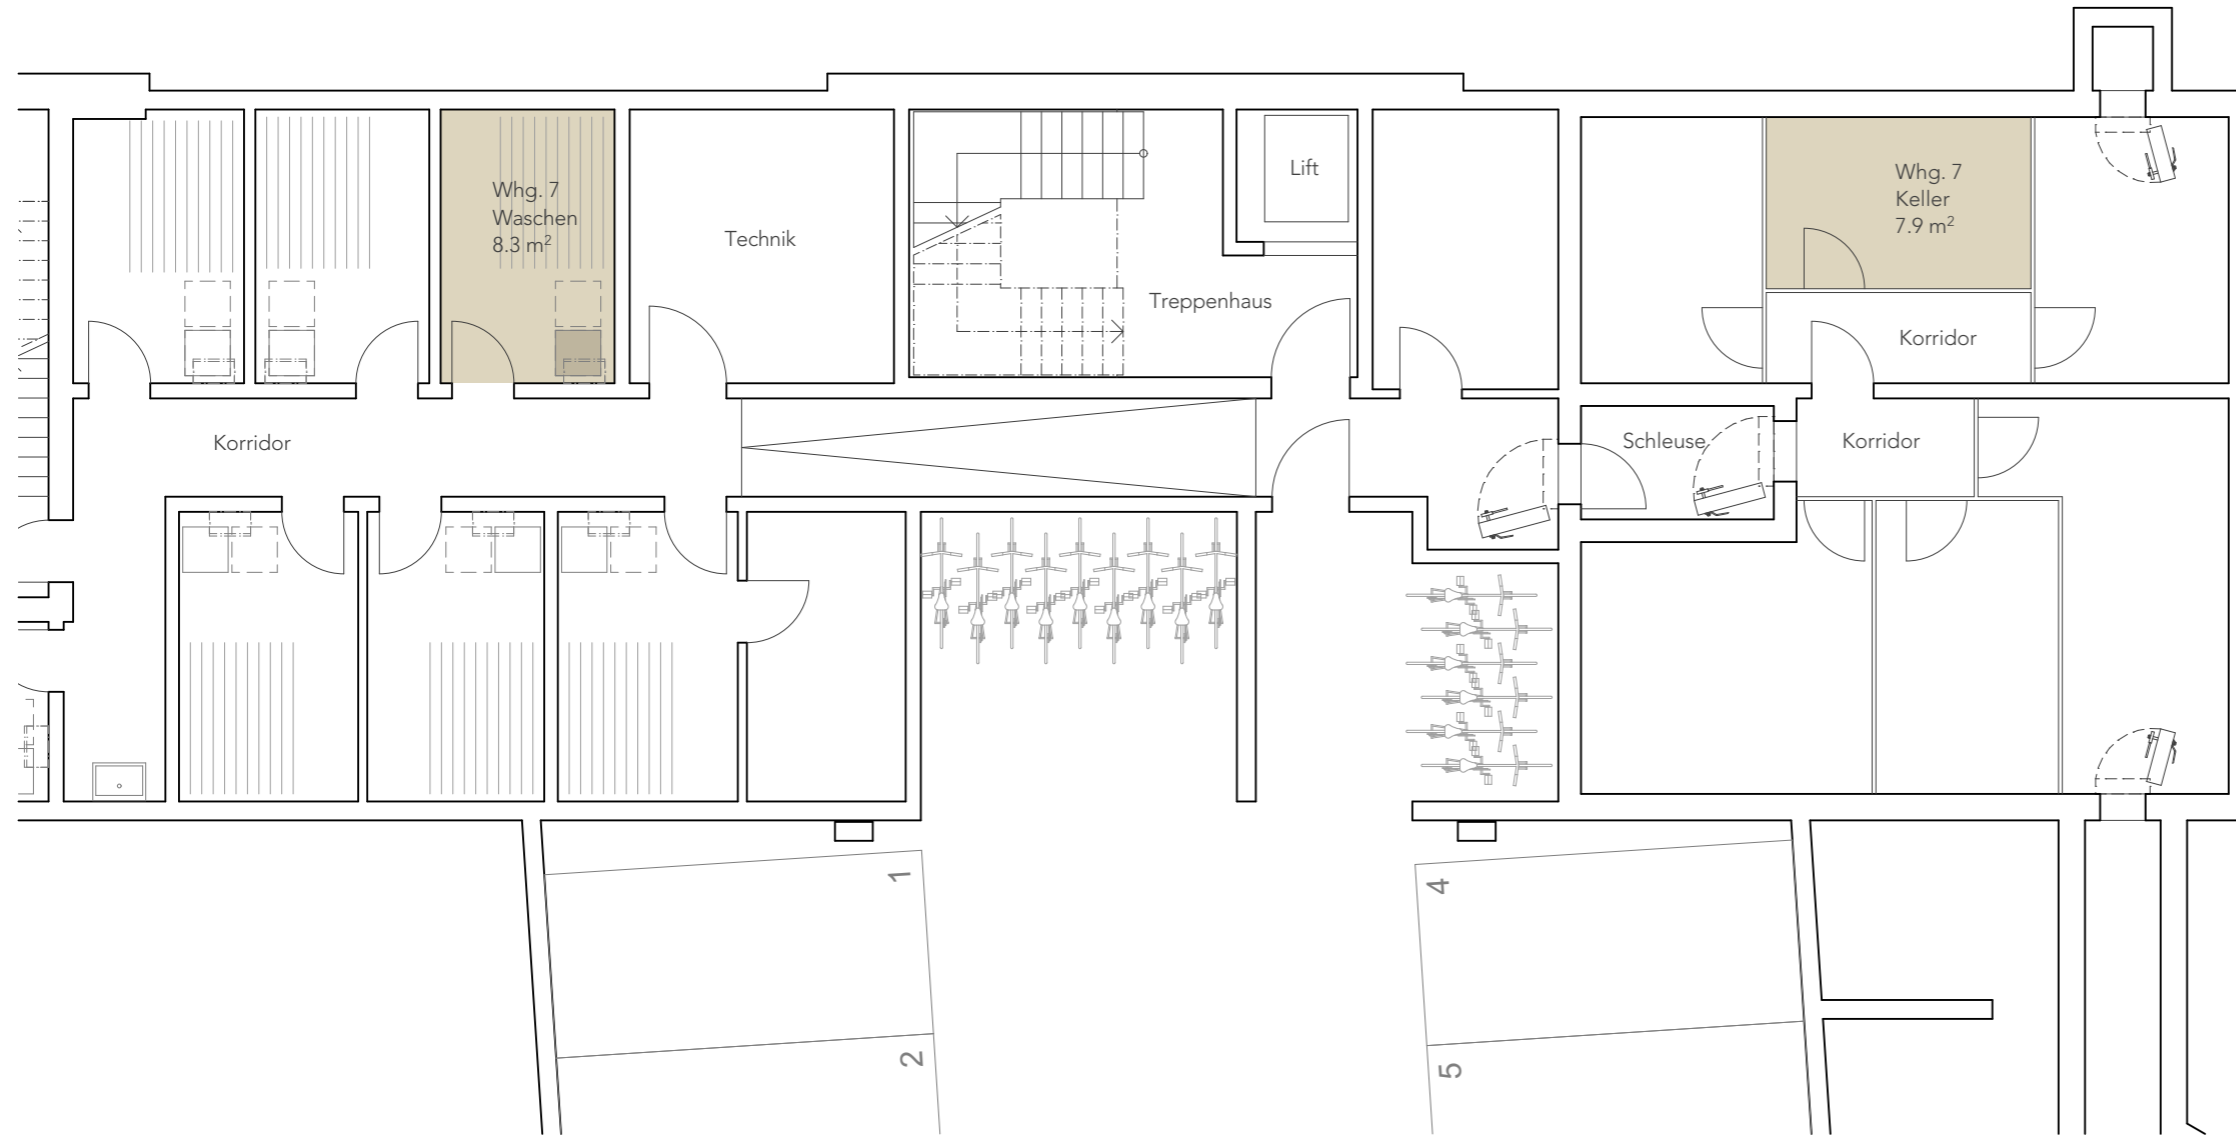 Whg. 7
Waschen
8.3 m²
Technik
Treppenhaus
Lift
Whg. 7
Keller
7.9 m²
Korridor
Korridor
Schleuse
Korridor
1
2
4
5